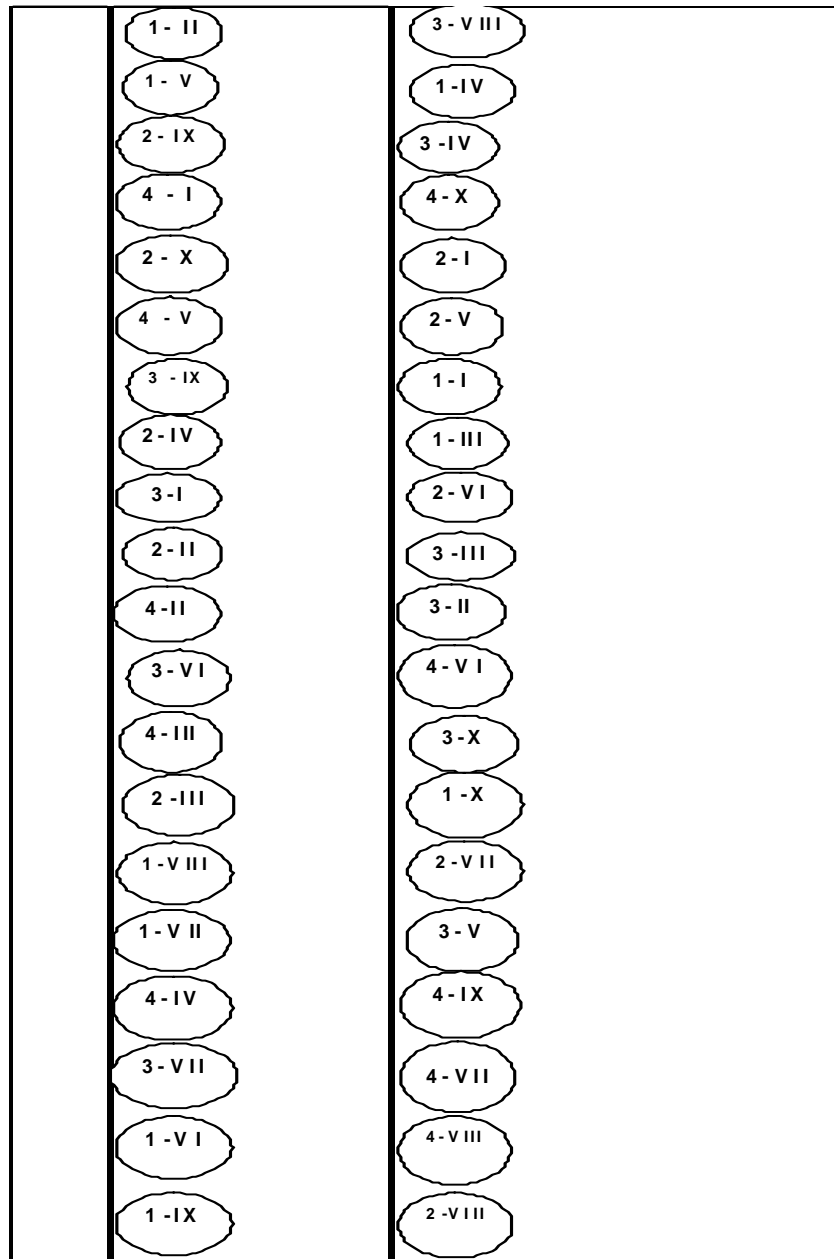 1 - II
1 - V
2 - IX
4 - I
2 - X
4 - V
3 - IX
2 - IV
3 - I
2 - II
4 - II
3 - VI
4 - III
2 - III
1 - VIII
1 - VII
4 - IV
3 - VII
1 - VI
1 - IX
3 - VIII
1 - IV
3 - IV
4 - X
2 - I
2 - V
1 - I
1 - III
2 - VI
3 - III
3 - II
4 - VI
3 - X
1 - X
2 - VII
3 - V
4 - IX
4 - VII
4 - VIII
2 - VIII